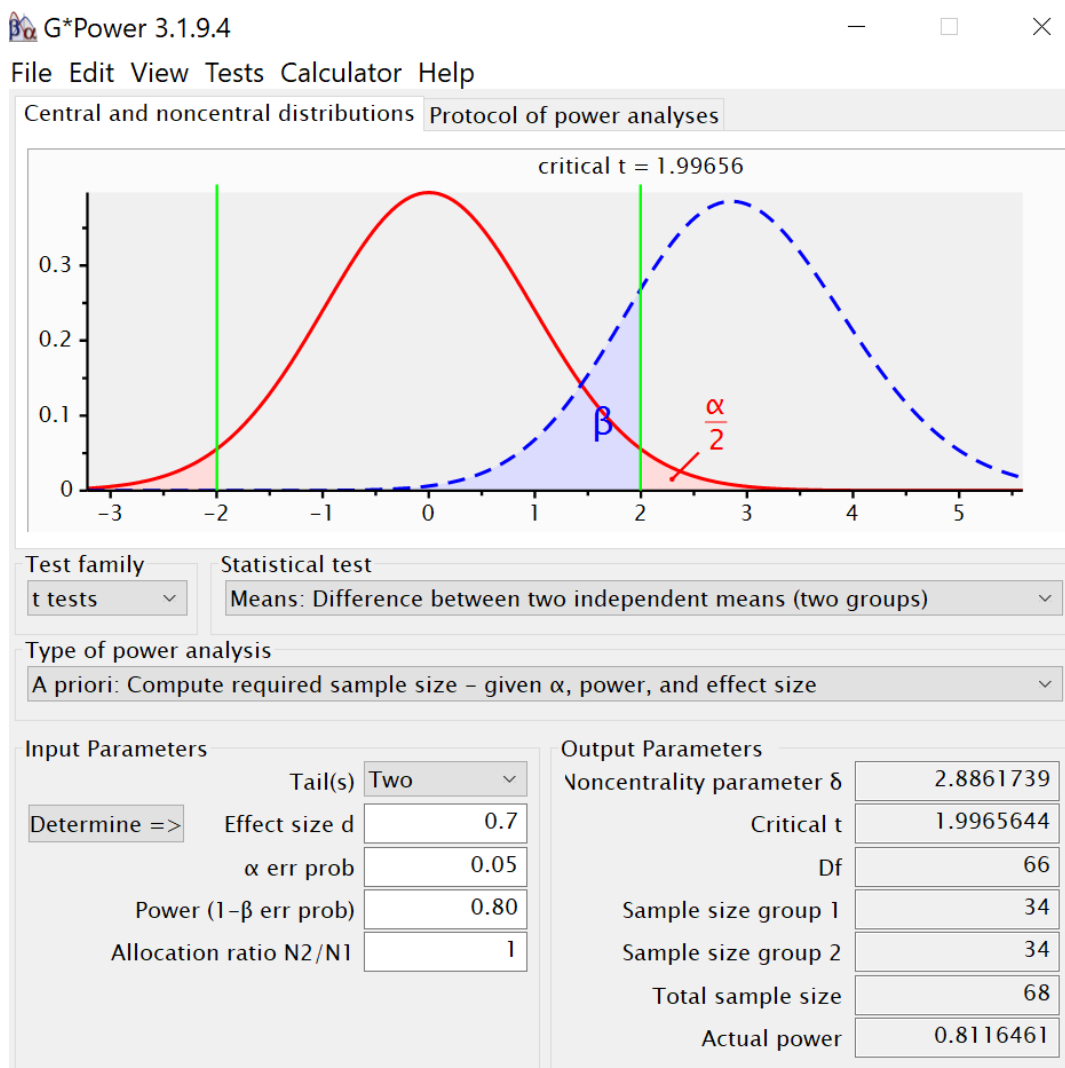 G*Power 3.1.9.4
File Edit View Tests Calculator Help
Central and noncentral distributions Protocol of power analyses
critical t = 1.99656
0.3
0.2
0.1
0
β
α
2
-3 -2 -1 0 1 2 3 4 5
Test family Statistical test
t tests Means: Difference between two independent means (two groups)
Type of power analysis
A priori: Compute required sample size - given α, power, and effect size
Input Parameters Output Parameters
Tail(s) Two Noncentrality parameter δ 2.8861739
Determine => Effect size d 0.7 Critical t 1.9965644
α err prob 0.05 Df 66
Power (1-β err prob) 0.80 Sample size group 1 34
Allocation ratio N2/N1 1 Sample size group 2 34
Total sample size 68
Actual power 0.8116461